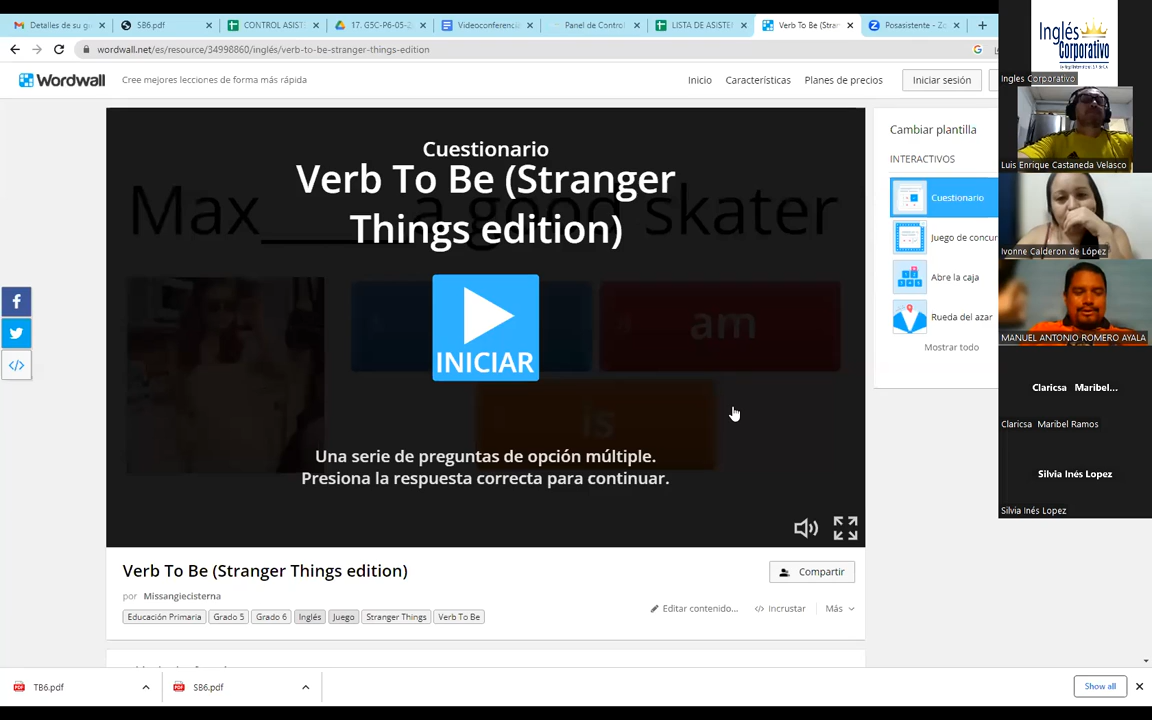 Detalles de su g
SB6.pdf
CONTROL ASIST
17. G5C-P6-05-2
Videoconferenci
Panel de Control
LISTA DE ASISTE
Verb To Be (Stran
Posasistente - Zo
wordwall.net/es/resource/34998860/inglés/verb-to-be-stranger-things-edition
Wordwall
Cree mejores lecciones de forma más rápida
Inicio
Características
Planes de precios
Iniciar sesión
Cuestionario
Verb To Be (Stranger
Things edition)
Max_____a good skater
am
is
INICIAR
Una serie de preguntas de opción múltiple.
Presiona la respuesta correcta para continuar.
Cambiar plantilla
INTERACTIVOS
Cuestionario
Juego de concur
Abre la caja
Rueda del azar
Mostrar todo
Verb To Be (Stranger Things edition)
por Missangiecisterna
Educación Primaria
Grado 5
Grado 6
Inglés
Juego
Stranger Things
Verb To Be
Compartir
Editar contenido...
Incrustar
Más
TB6.pdf
SB6.pdf
Show all
Inglés
Corporativo
Ingles Corporativo
Luis Enrique Castaneda Velasco
Ivonne Calderon de López
MANUEL ANTONIO ROMERO AYALA
Claricsa Maribel...
Claricsa Maribel Ramos
Silvia Inés Lopez
Silvia Inés Lopez